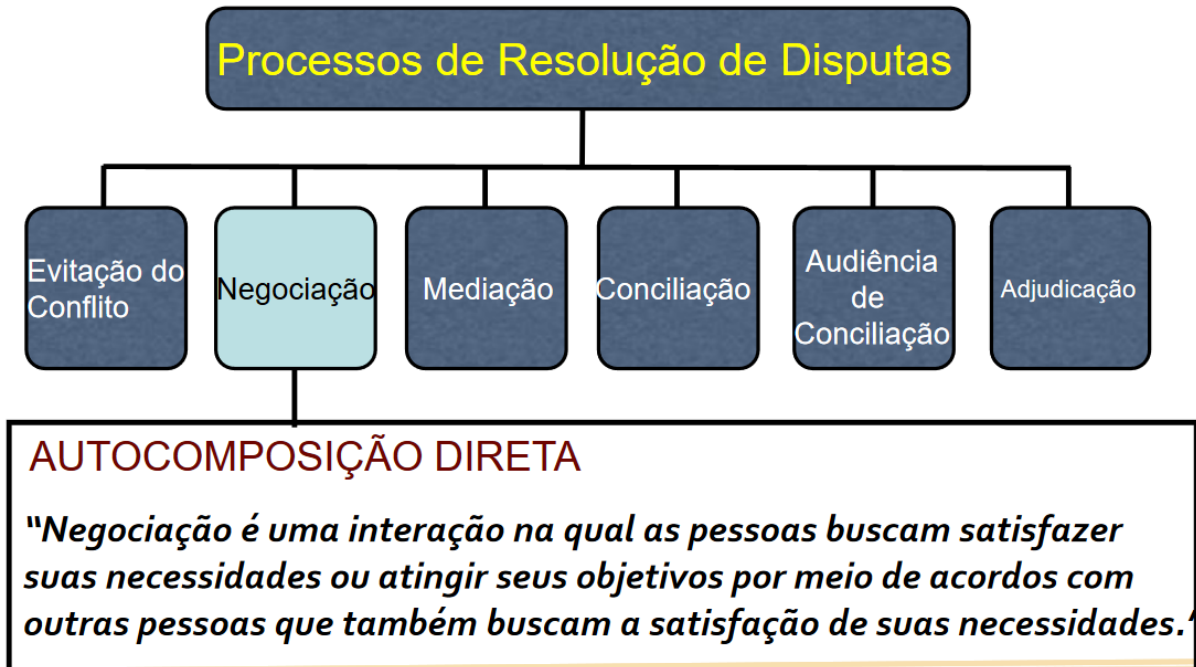 Processos de Resolução de Disputas
Evitação do
Conflito
Negociação
Mediação
Conciliação
Audiência
de
Conciliação
Adjudicação
AUTOCOMPOSIÇÃO DIRETA
“Negociação é uma interação na qual as pessoas buscam satisfazer
suas necessidades ou atingir seus objetivos por meio de acordos com
outras pessoas que também buscam a satisfação de suas necessidades.”